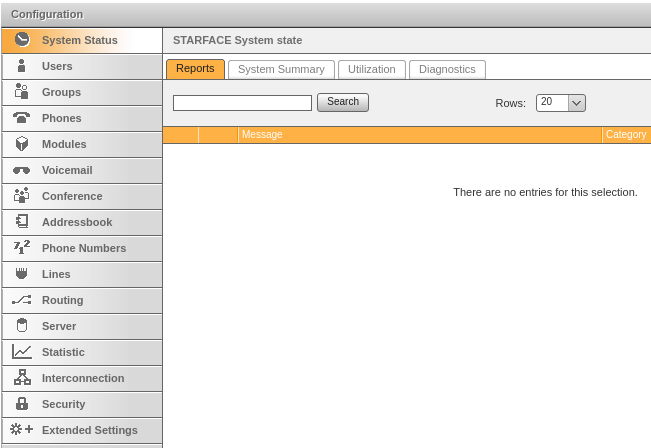 Configuration
System Status
Users
Groups
Phones
Modules
Voicemail
Conference
Addressbook
Phone Numbers
Lines
Routing
Server
Statistic
Interconnection
Security
Extended Settings
STARFACE System state
Reports System Summary Utilization Diagnostics
Search Rows: 20
Message Category
There are no entries for this selection.